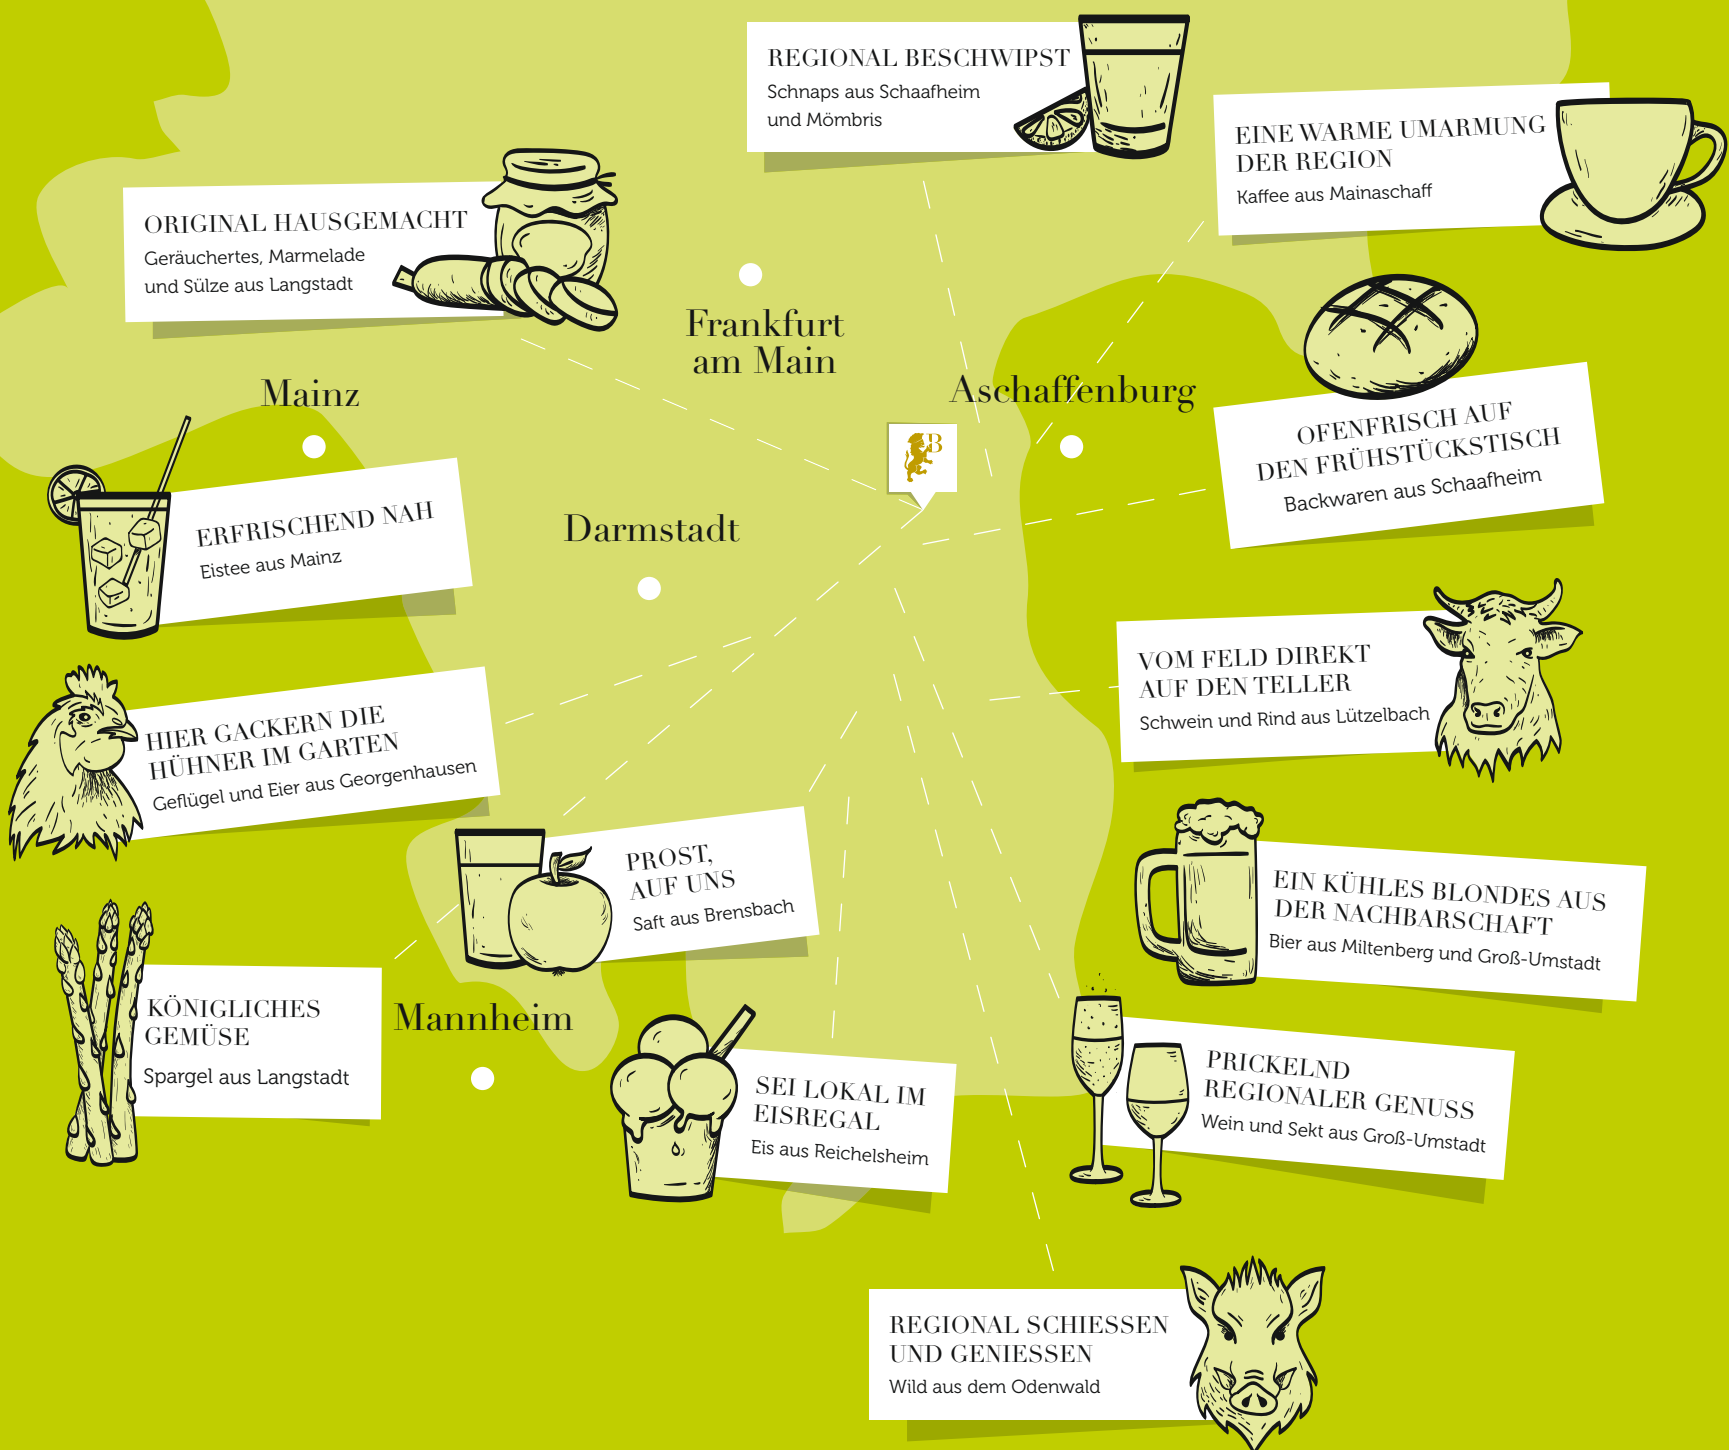 REGIONAL BESCHWIPST
Schnaps aus Schaafheim
und Mömbris
EINE WARME UMARMUNG
DER REGION
Kaffee aus Mainaschaff
ORIGINAL HAUSGEMACHT
Geräuchertes, Marmelade
und Sülze aus Langstadt
Frankfurt
am Main
Mainz
Aschaffenburg
B
OFENFRISCH AUF
DEN FRÜHSTÜCKSTISCH
Backwaren aus Schaafheim
ERFRISCHEND NAH
Eistee aus Mainz
Darmstadt
VOM FELD DIREKT
AUF DEN TELLER
Schwein und Rind aus Lützelbach
HIER GACKERN DIE
HÜHNER IM GARTEN
Geflügel und Eier aus Georgenhausen
PROST,
AUF UNS
Saft aus Brensbach
EIN KÜHLES BLONDES AUS
DER NACHBARSCHAFT
Bier aus Miltenberg und Groß-Umstadt
KÖNIGLICHES
GEMÜSE
Spargel aus Langstadt
Mannheim
SEI LOKAL IM
EISREGAL
Eis aus Reichelsheim
PRICKELND
REGIONALER GENUSS
Wein und Sekt aus Groß-Umstadt
REGIONAL SCHIESSEN
UND GENIESSEN
Wild aus dem Odenwald